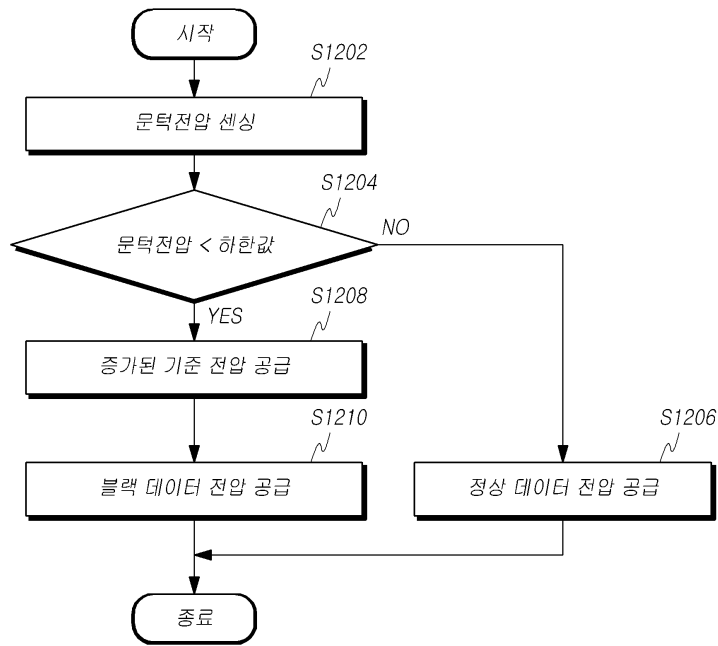 시작
S1202
문턱전압 센싱
S1204
문턱전압 < 하한값
NO
YES
S1208
증가된 기준 전압 공급
S1210
블랙 데이터 전압 공급
S1206
정상 데이터 전압 공급
종료